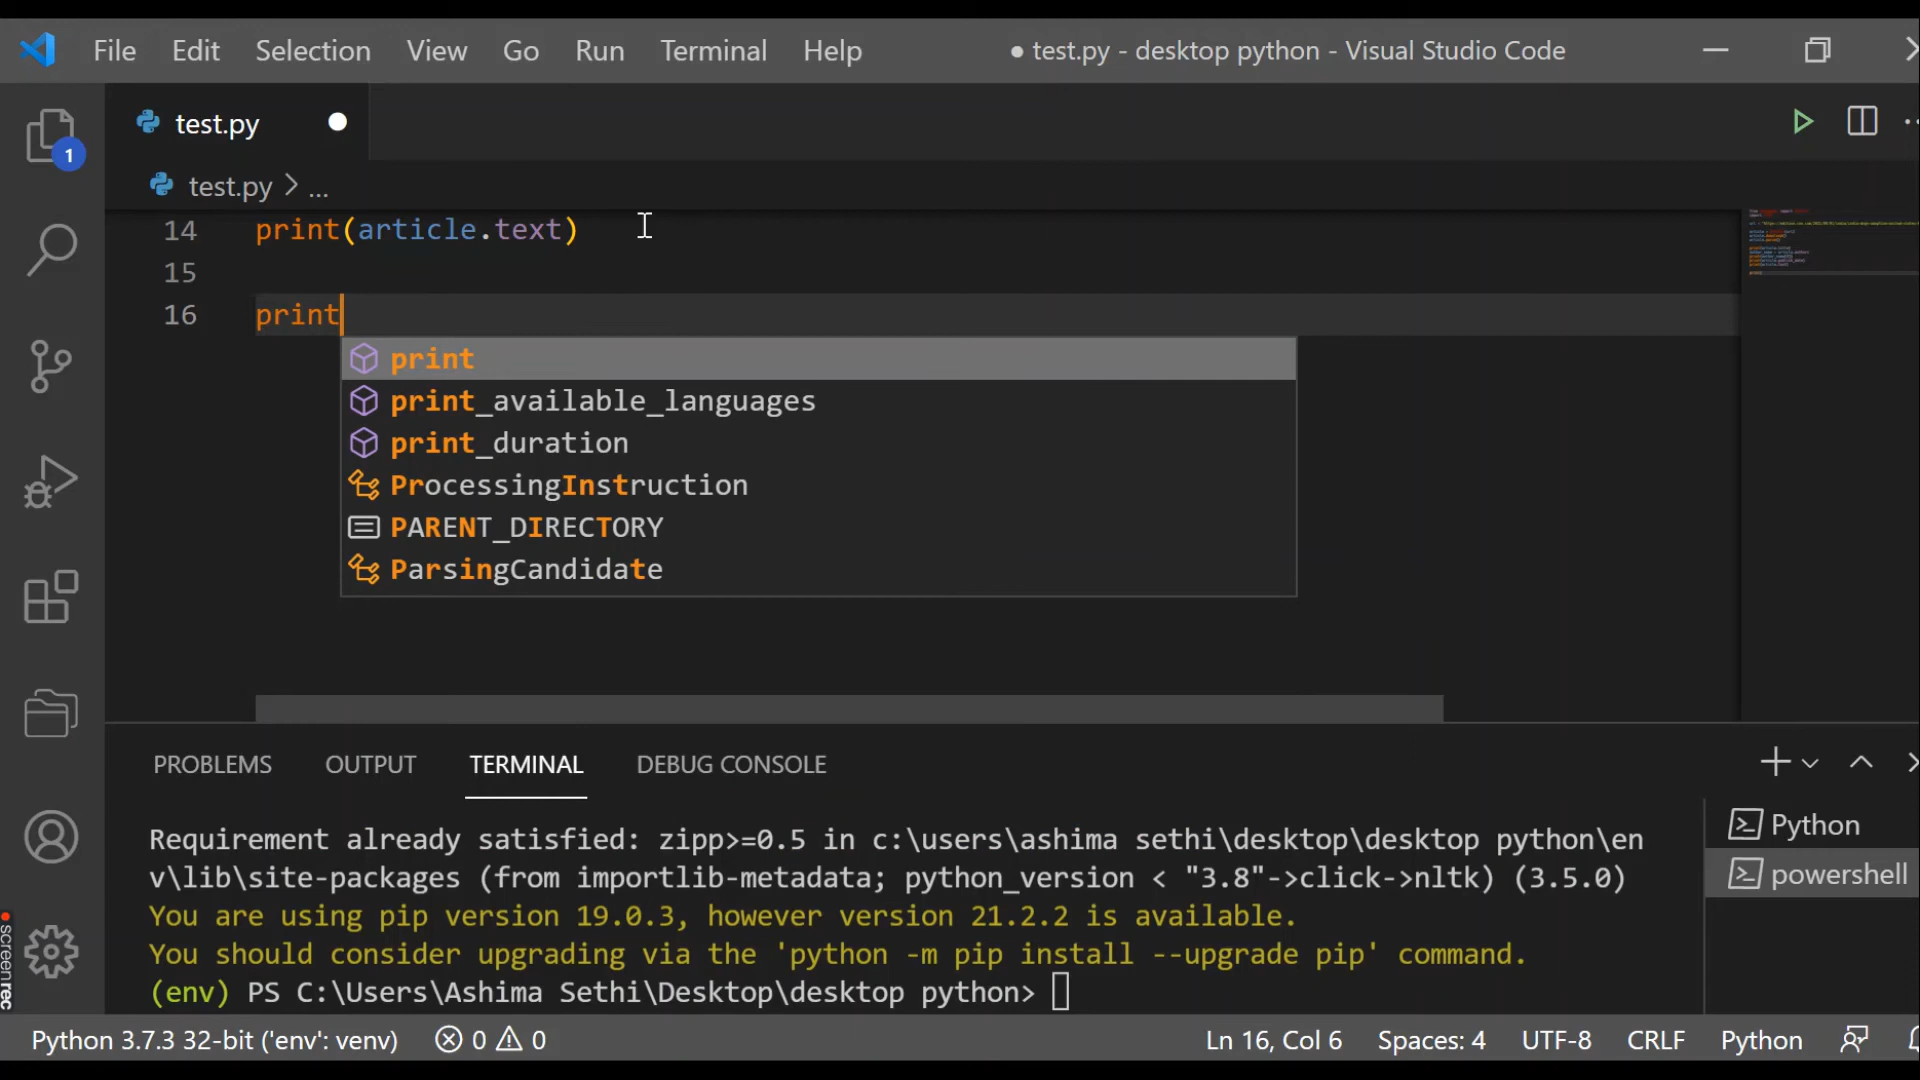 File Edit Selection View Go Run Terminal Help ● test.py - desktop python - Visual Studio Code
test.py
test.py > ...
14 print(article.text)
15
16 print
print
print_available_languages
print_duration
ProcessingInstruction
PARENT_DIRECTORY
ParsingCandidate
1
PROBLEMS OUTPUT TERMINAL DEBUG CONSOLE
Requirement already satisfied: zipp>=0.5 in c:\users\ashima sethi\desktop\desktop python\en
v\lib\site-packages (from importlib-metadata; python_version < "3.8"->click->nltk) (3.5.0)
You are using pip version 19.0.3, however version 21.2.2 is available.
You should consider upgrading via the 'python -m pip install --upgrade pip' command.
(env) PS C:\Users\Ashima Sethi\Desktop\desktop python>
Python
powershell
screenrec
Python 3.7.3 32-bit ('env': venv) 0 0 Ln 16, Col 6 Spaces: 4 UTF-8 CRLF Python